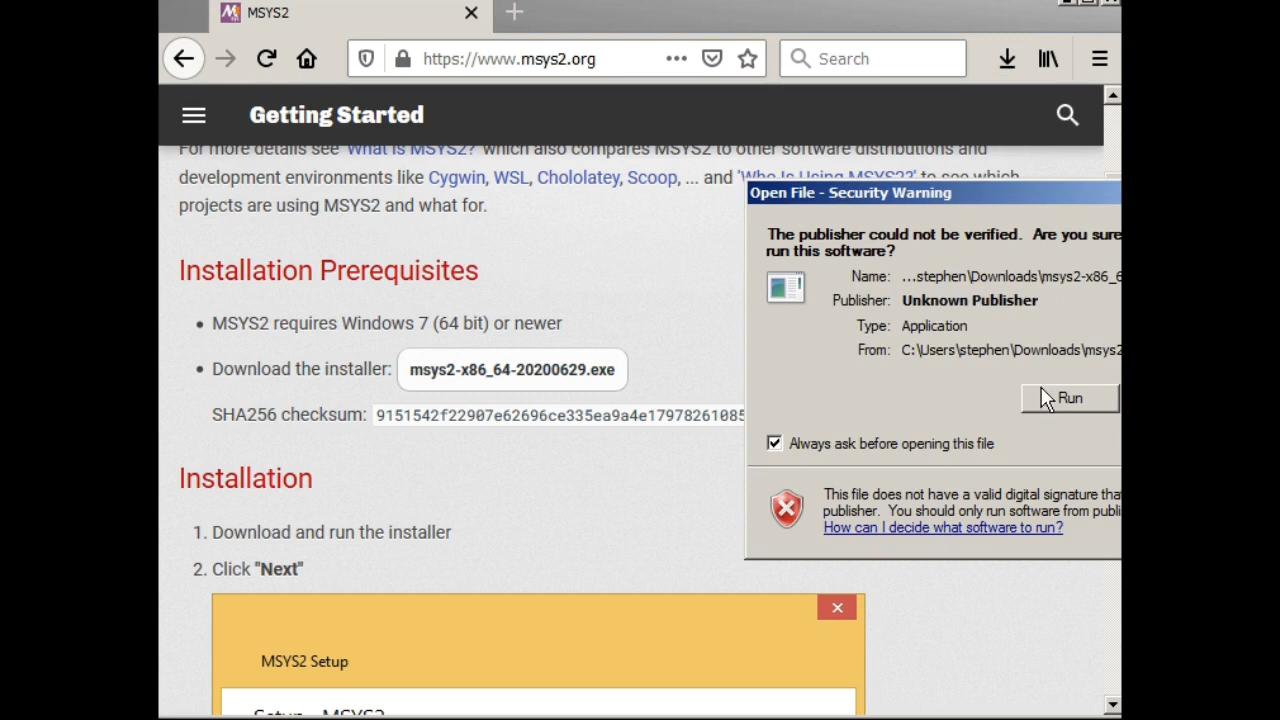 MSYS2
https://www.msys2.org
Search
Getting Started
For more details see 'What is MSYS2?' which also compares MSYS2 to other software distributions and
development environments like Cygwin, WSL, Chololatey, Scoop, ... and 'Who Is Using MSYS2?' to see which
projects are using MSYS2 and what for.
Open File - Security Warning
The publisher could not be verified. Are you sure
run this software?
Name: ...stephen\Downloads\msys2-x86_6
Publisher: Unknown Publisher
Type: Application
From: C:\Users\stephen\Downloads\msys2
Run
Always ask before opening this file
This file does not have a valid digital signature that
publisher. You should only run software from publi
How can I decide what software to run?
Installation Prerequisites
• MSYS2 requires Windows 7 (64 bit) or newer
• Download the installer: msys2-x86_64-20200629.exe
SHA256 checksum: 9151542f22907e62696ce335ea9a4e17978261085
Installation
1. Download and run the installer
2. Click "Next"
MSYS2 Setup
Setup - MSYS2